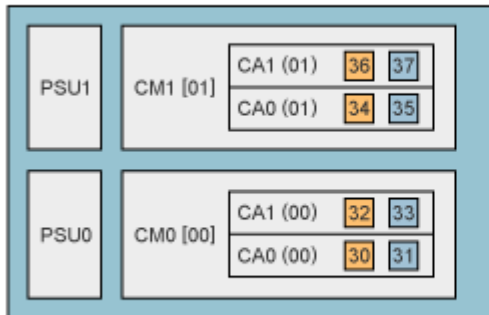 PSU1 CM1 [01] CA1 (01) 36 37
CA0 (01) 34 35
PSU0 CM0 [00] CA1 (00) 32 33
CA0 (00) 30 31